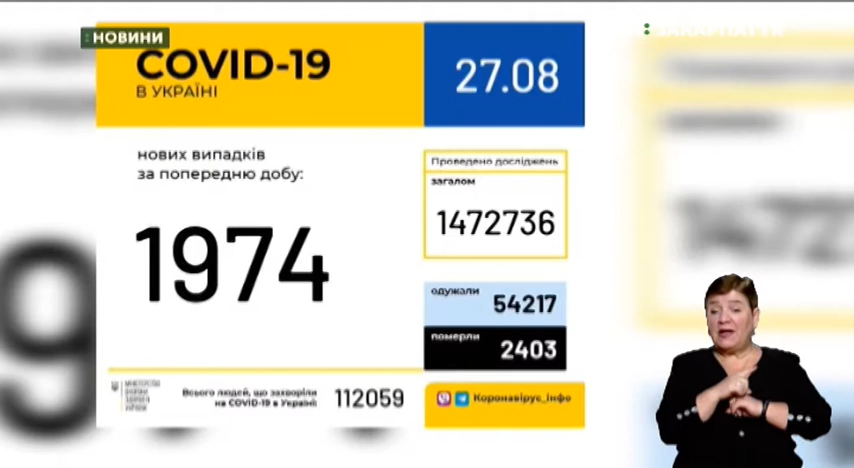 НОВИНИ
COVID-19
В УКРАЇНІ
27.08
нових випадків
за попередню добу:
1974
Проведено досліджень
загалом
1472736
одужали
54217
померли
2403
Всього людей, що захворіли
на COVID-19 в Україні:
112059
Коронавірус_інфо